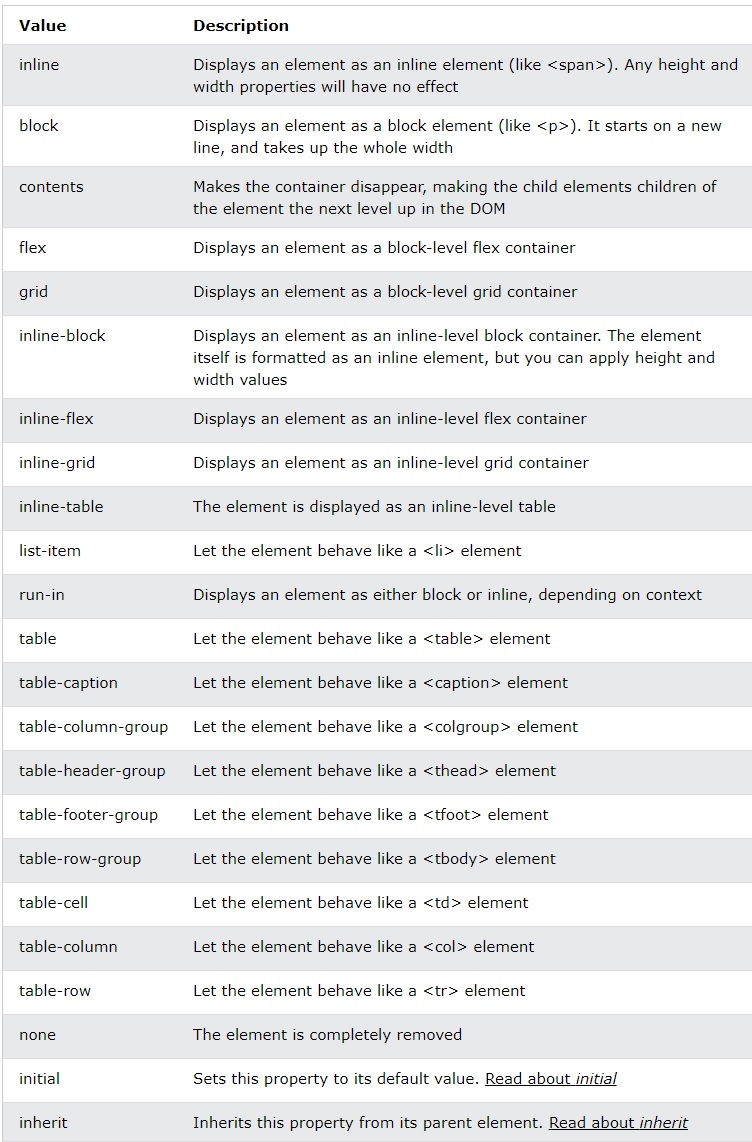 Value Description
inline Displays an element as an inline element (like <span>). Any height and
width properties will have no effect
block Displays an element as a block element (like <p>). It starts on a new
line, and takes up the whole width
contents Makes the container disappear, making the child elements children of
the element the next level up in the DOM
flex Displays an element as a block-level flex container
grid Displays an element as a block-level grid container
inline-block Displays an element as an inline-level block container. The element
itself is formatted as an inline element, but you can apply height and
width values
inline-flex Displays an element as an inline-level flex container
inline-grid Displays an element as an inline-level grid container
inline-table The element is displayed as an inline-level table
list-item Let the element behave like a <li> element
run-in Displays an element as either block or inline, depending on context
table Let the element behave like a <table> element
table-caption Let the element behave like a <caption> element
table-column-group Let the element behave like a <colgroup> element
table-header-group Let the element behave like a <thead> element
table-footer-group Let the element behave like a <tfoot> element
table-row-group Let the element behave like a <tbody> element
table-cell Let the element behave like a <td> element
table-column Let the element behave like a <col> element
table-row Let the element behave like a <tr> element
none The element is completely removed
initial Sets this property to its default value. Read about initial
inherit Inherits this property from its parent element. Read about inherit